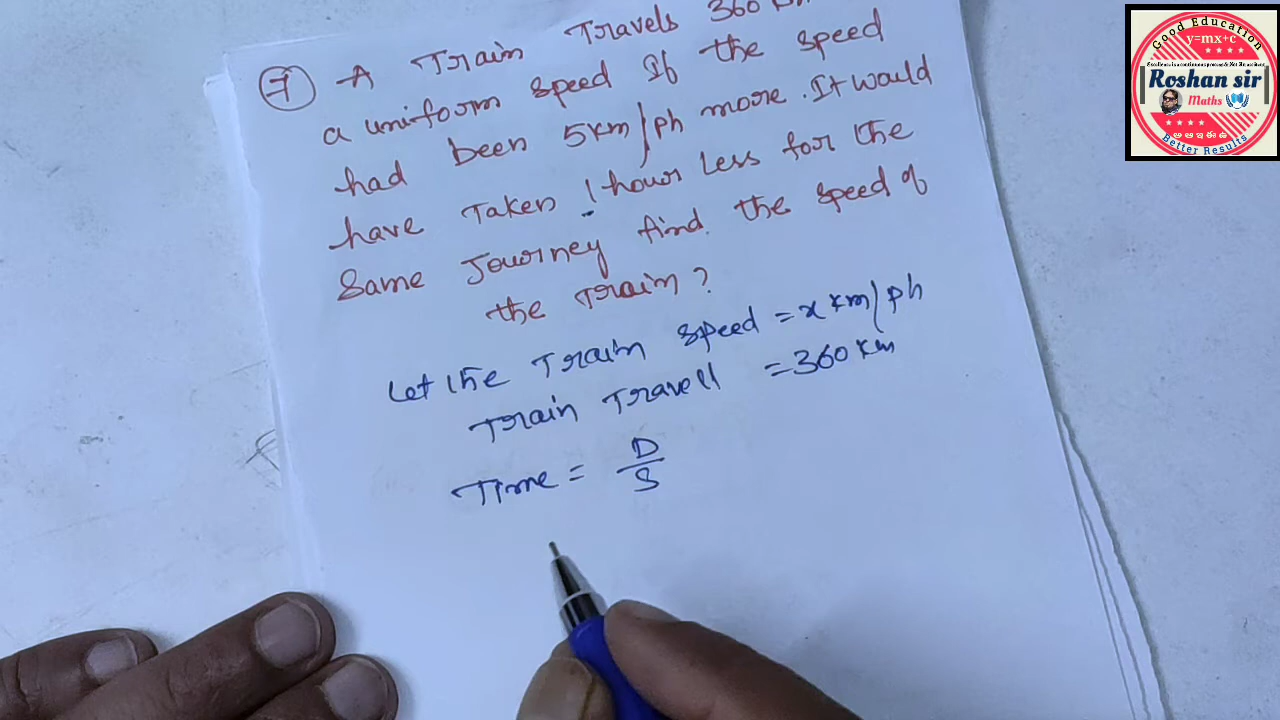 7 A Train Travels 360 km
a uniform speed If the speed
had been 5km/ph more. It would
have Taken 1 hour Less for the
Same Journey find the speed of
the Train?
Let the Train speed = x km/ph
Train Travell = 360 km
Time = D/S
Good Education
y=mx+c
Roshan sir
Maths
అ ఆ ఇ ఈ ఉ
Better Results